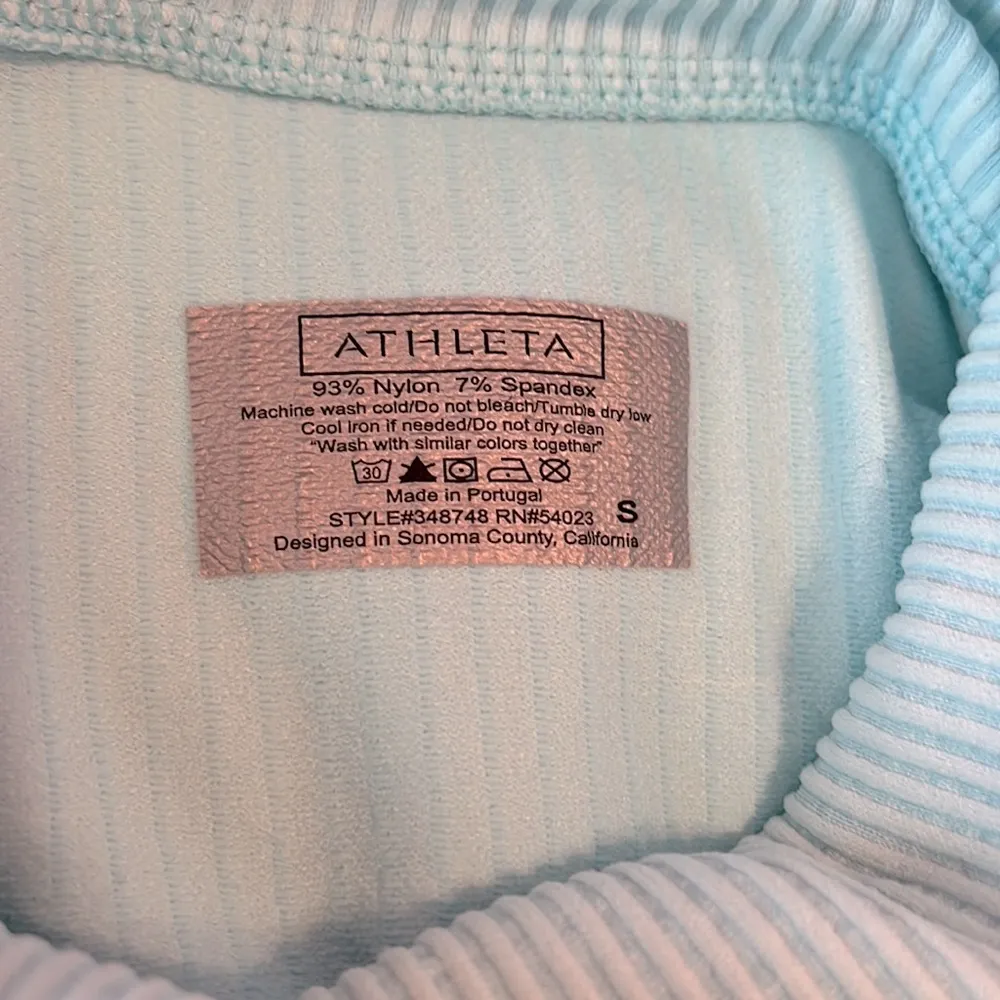 ATHLETA
93% Nylon 7% Spandex
Machine wash cold/Do not bleach/Tumble dry low
Cool Iron if needed/Do not dry clean
"Wash with similar colors together"
30
Made in Portugal
STYLE#348748 RN#54023 S
Designed in Sonoma County, California